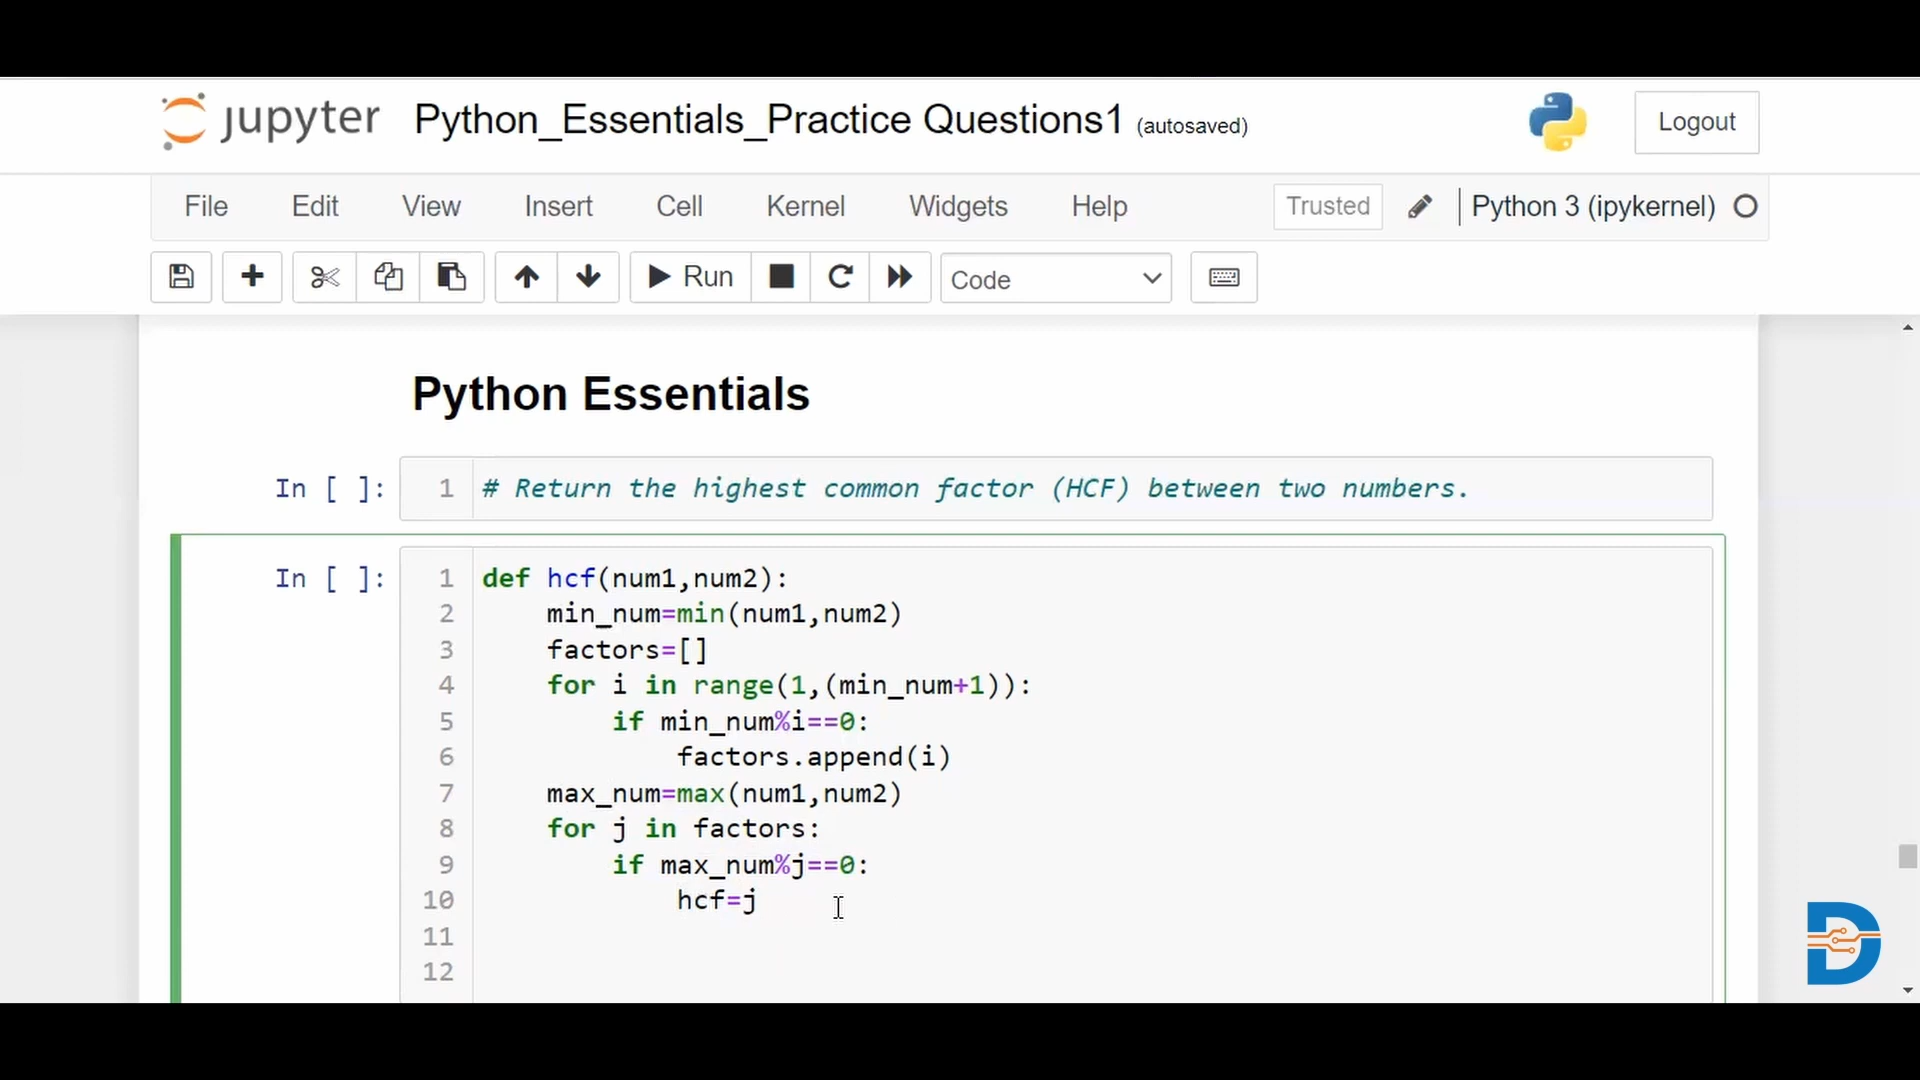 jupyter Python_Essentials_Practice Questions1 (autosaved) Logout
File Edit View Insert Cell Kernel Widgets Help Trusted Python 3 (ipykernel)
Run Code
Python Essentials
In [ ]: 1 # Return the highest common factor (HCF) between two numbers.
In [ ]: 1 def hcf(num1,num2):
2     min_num=min(num1,num2)
3     factors=[]
4     for i in range(1,(min_num+1)):
5         if min_num%i==0:
6             factors.append(i)
7     max_num=max(num1,num2)
8     for j in factors:
9         if max_num%j==0:
10             hcf=j
11
12
D